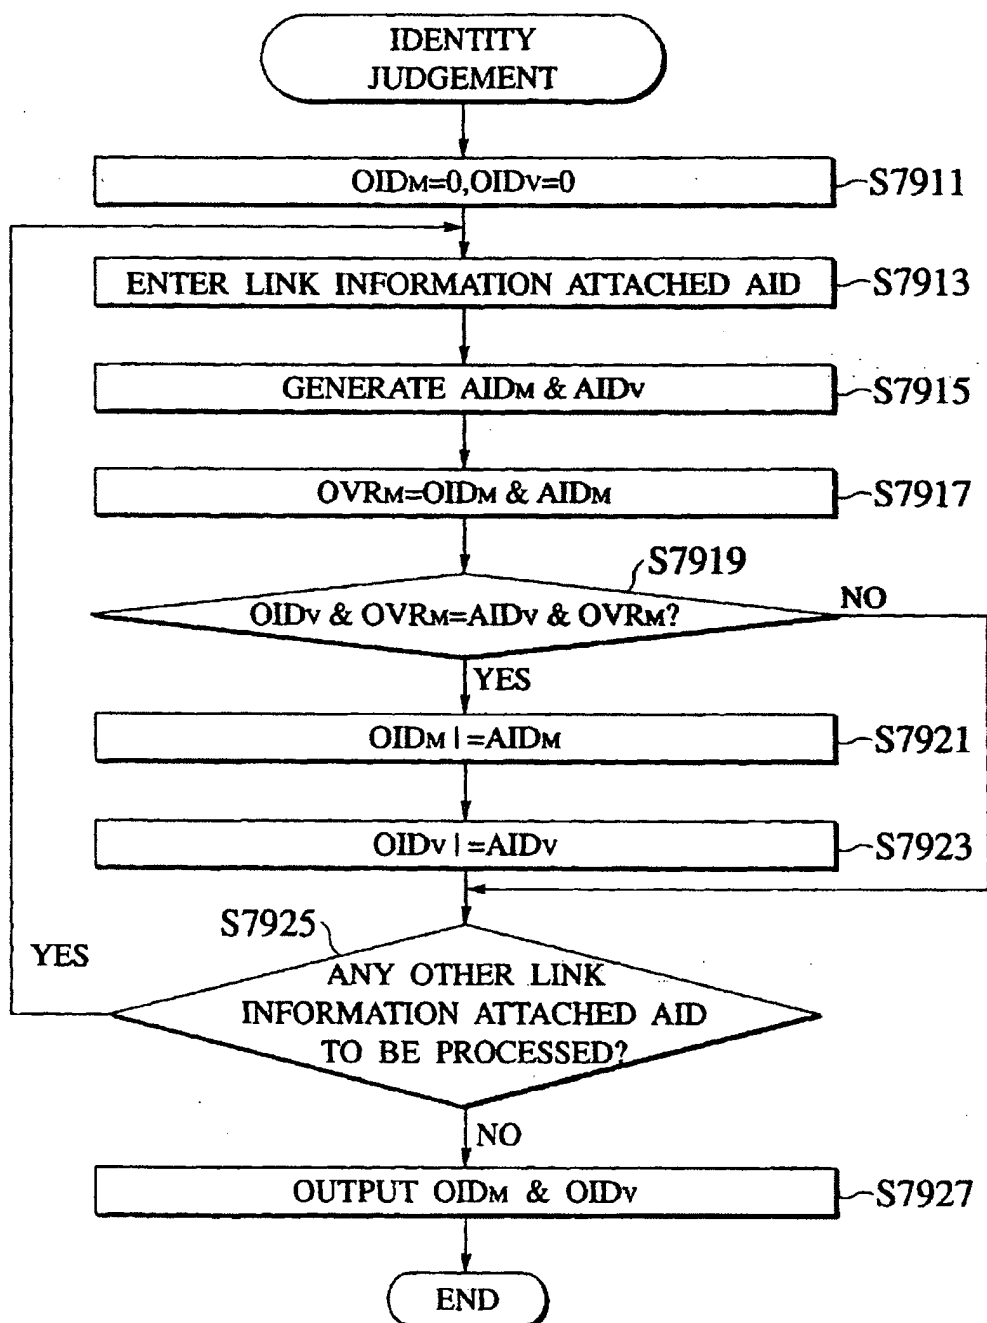 IDENTITY
JUDGEMENT
OIDM=0,OIDV=0
S7911
ENTER LINK INFORMATION ATTACHED AID
S7913
GENERATE AIDM & AIDV
S7915
OVRM=OIDM & AIDM
S7917
S7919
OIDV & OVRM=AIDV & OVRM?
NO
YES
OIDM|=AIDM
S7921
OIDV|=AIDV
S7923
S7925
YES
ANY OTHER LINK
INFORMATION ATTACHED AID
TO BE PROCESSED?
NO
OUTPUT OIDM & OIDV
S7927
END